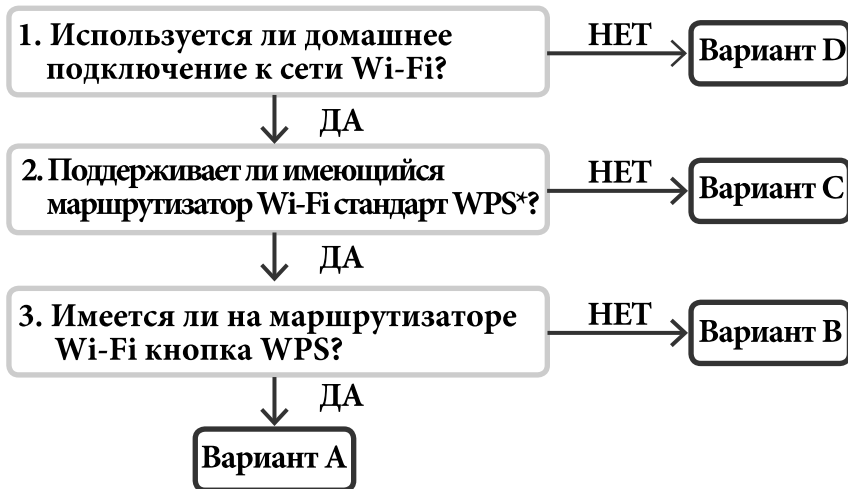 1. Используется ли домашнее
подключение к сети Wi-Fi?
НЕТ
Вариант D
ДА
2. Поддерживает ли имеющийся
маршрутизатор Wi-Fi стандарт WPS*?
НЕТ
Вариант C
ДА
3. Имеется ли на маршрутизаторе
Wi-Fi кнопка WPS?
НЕТ
Вариант B
ДА
Вариант A